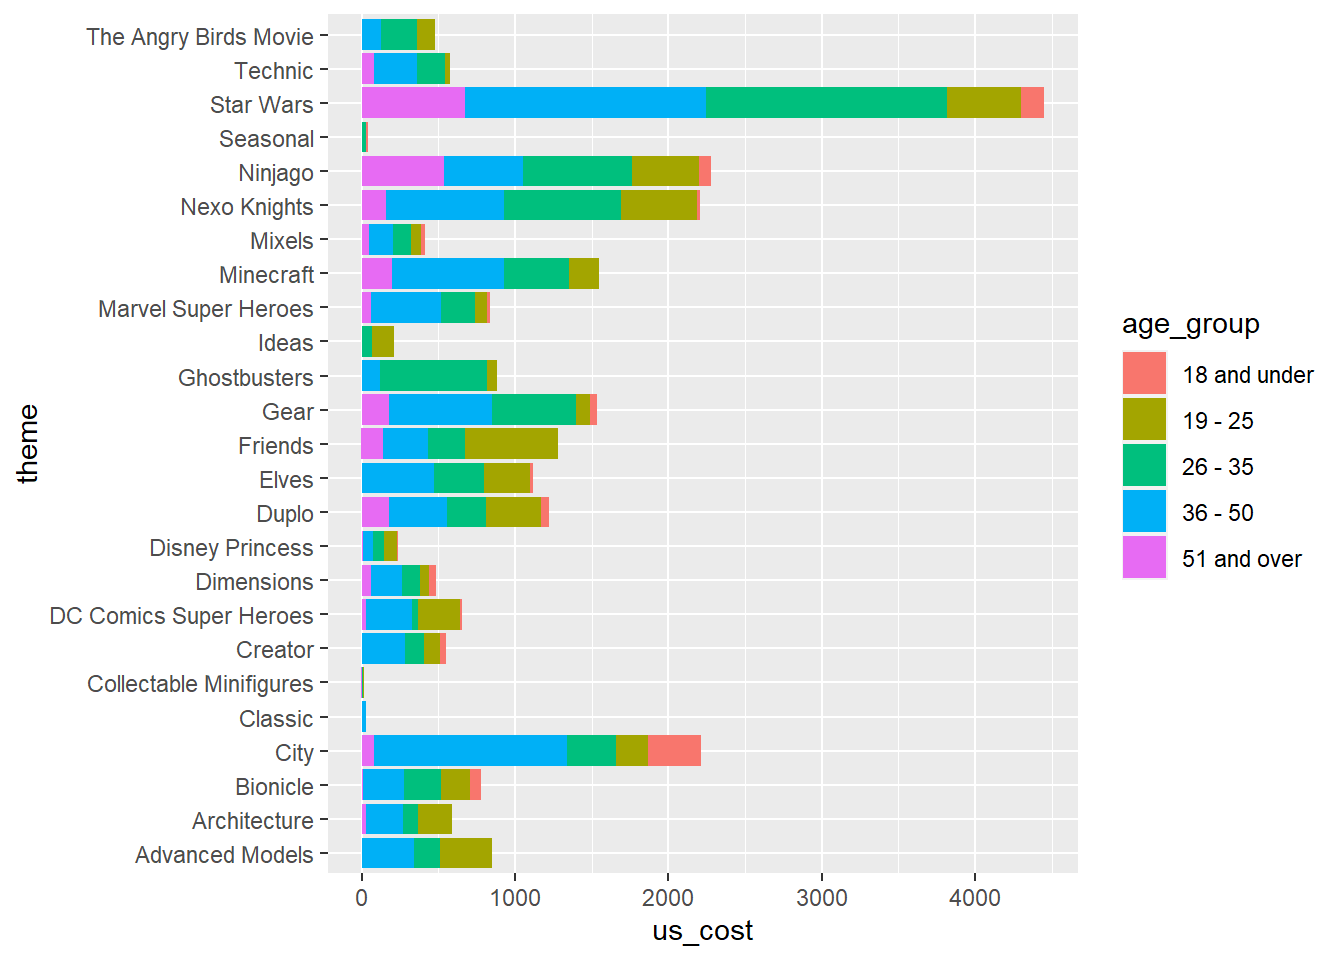 The Angry Birds Movie
Technic
Star Wars
Seasonal
Ninjago
Nexo Knights
Mixels
Minecraft
Marvel Super Heroes
Ideas
Ghostbusters
Gear
Friends
Elves
Duplo
Disney Princess
Dimensions
DC Comics Super Heroes
Creator
Collectable Minifigures
Classic
City
Bionicle
Architecture
Advanced Models
theme
0 1000 2000 3000 4000
us_cost
age_group
18 and under
19 - 25
26 - 35
36 - 50
51 and over